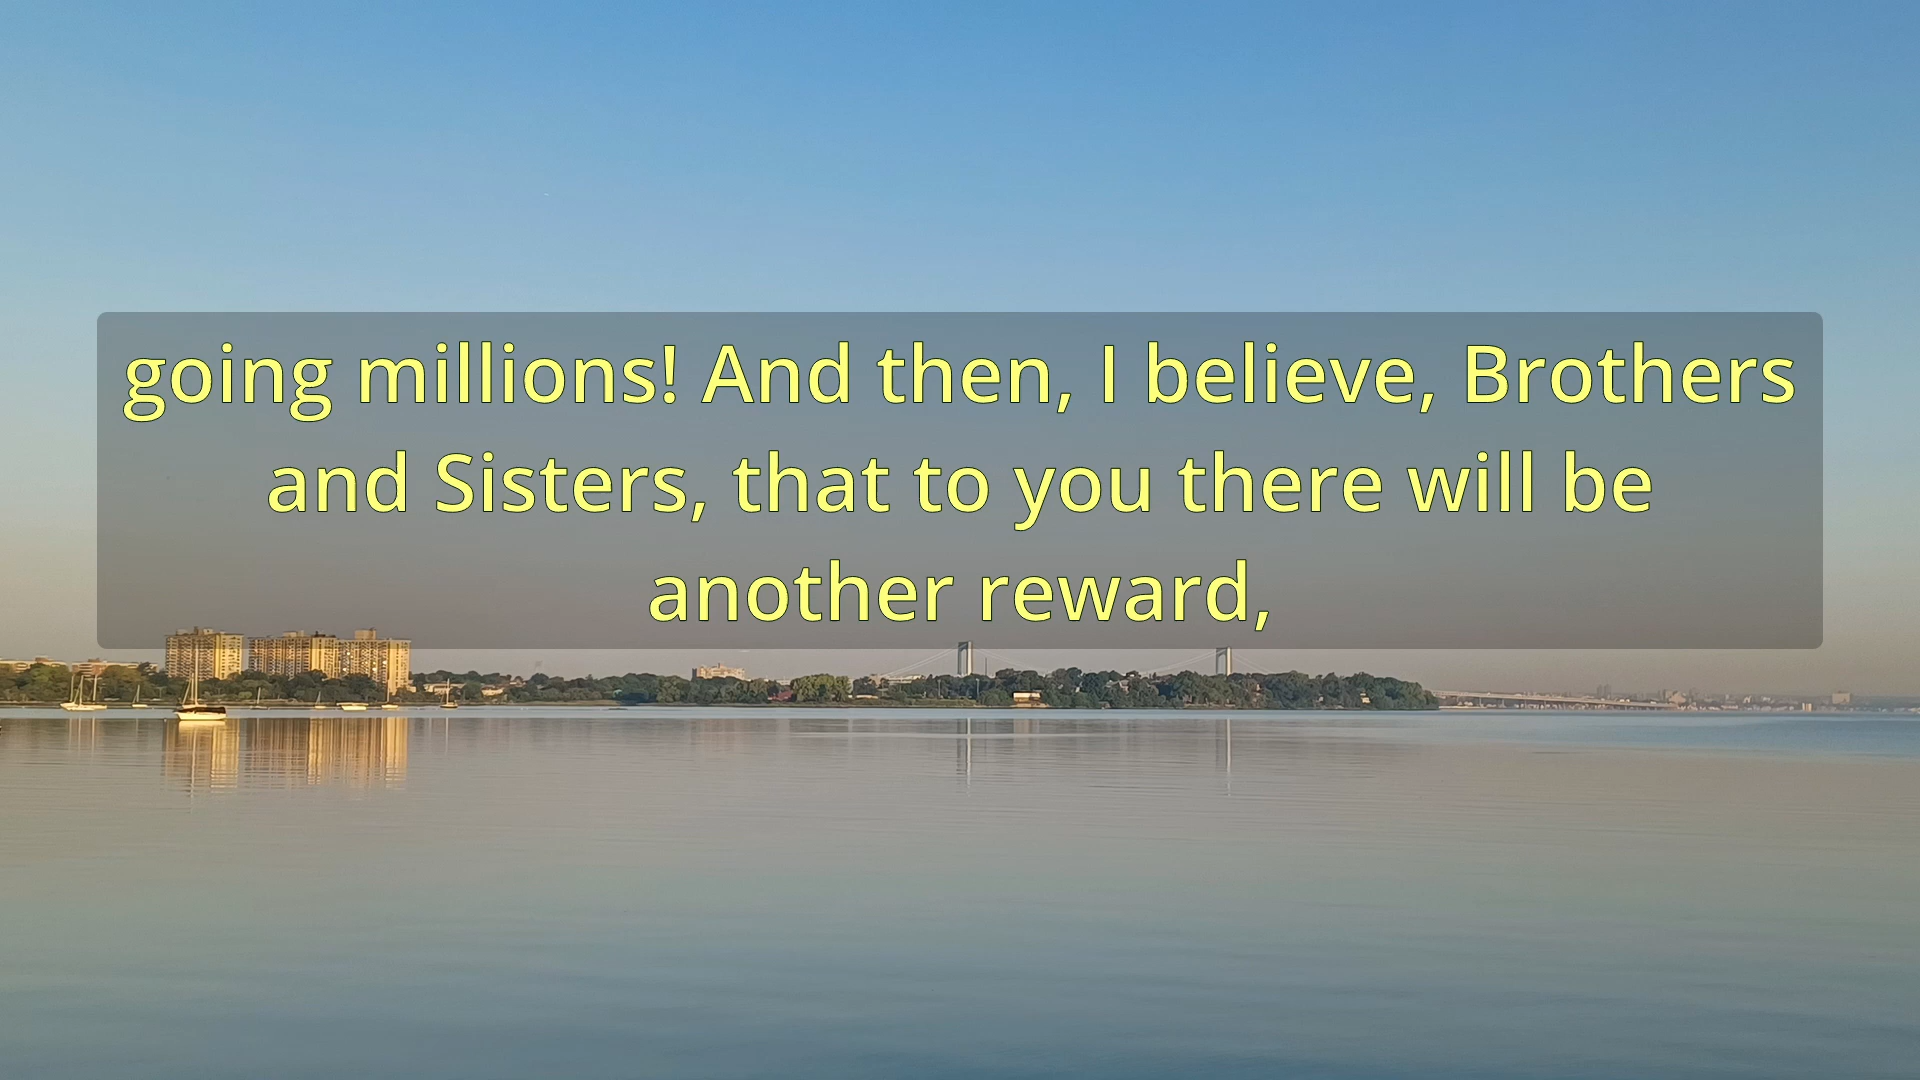 going millions! And then, I believe, Brothers
and Sisters, that to you there will be
another reward,